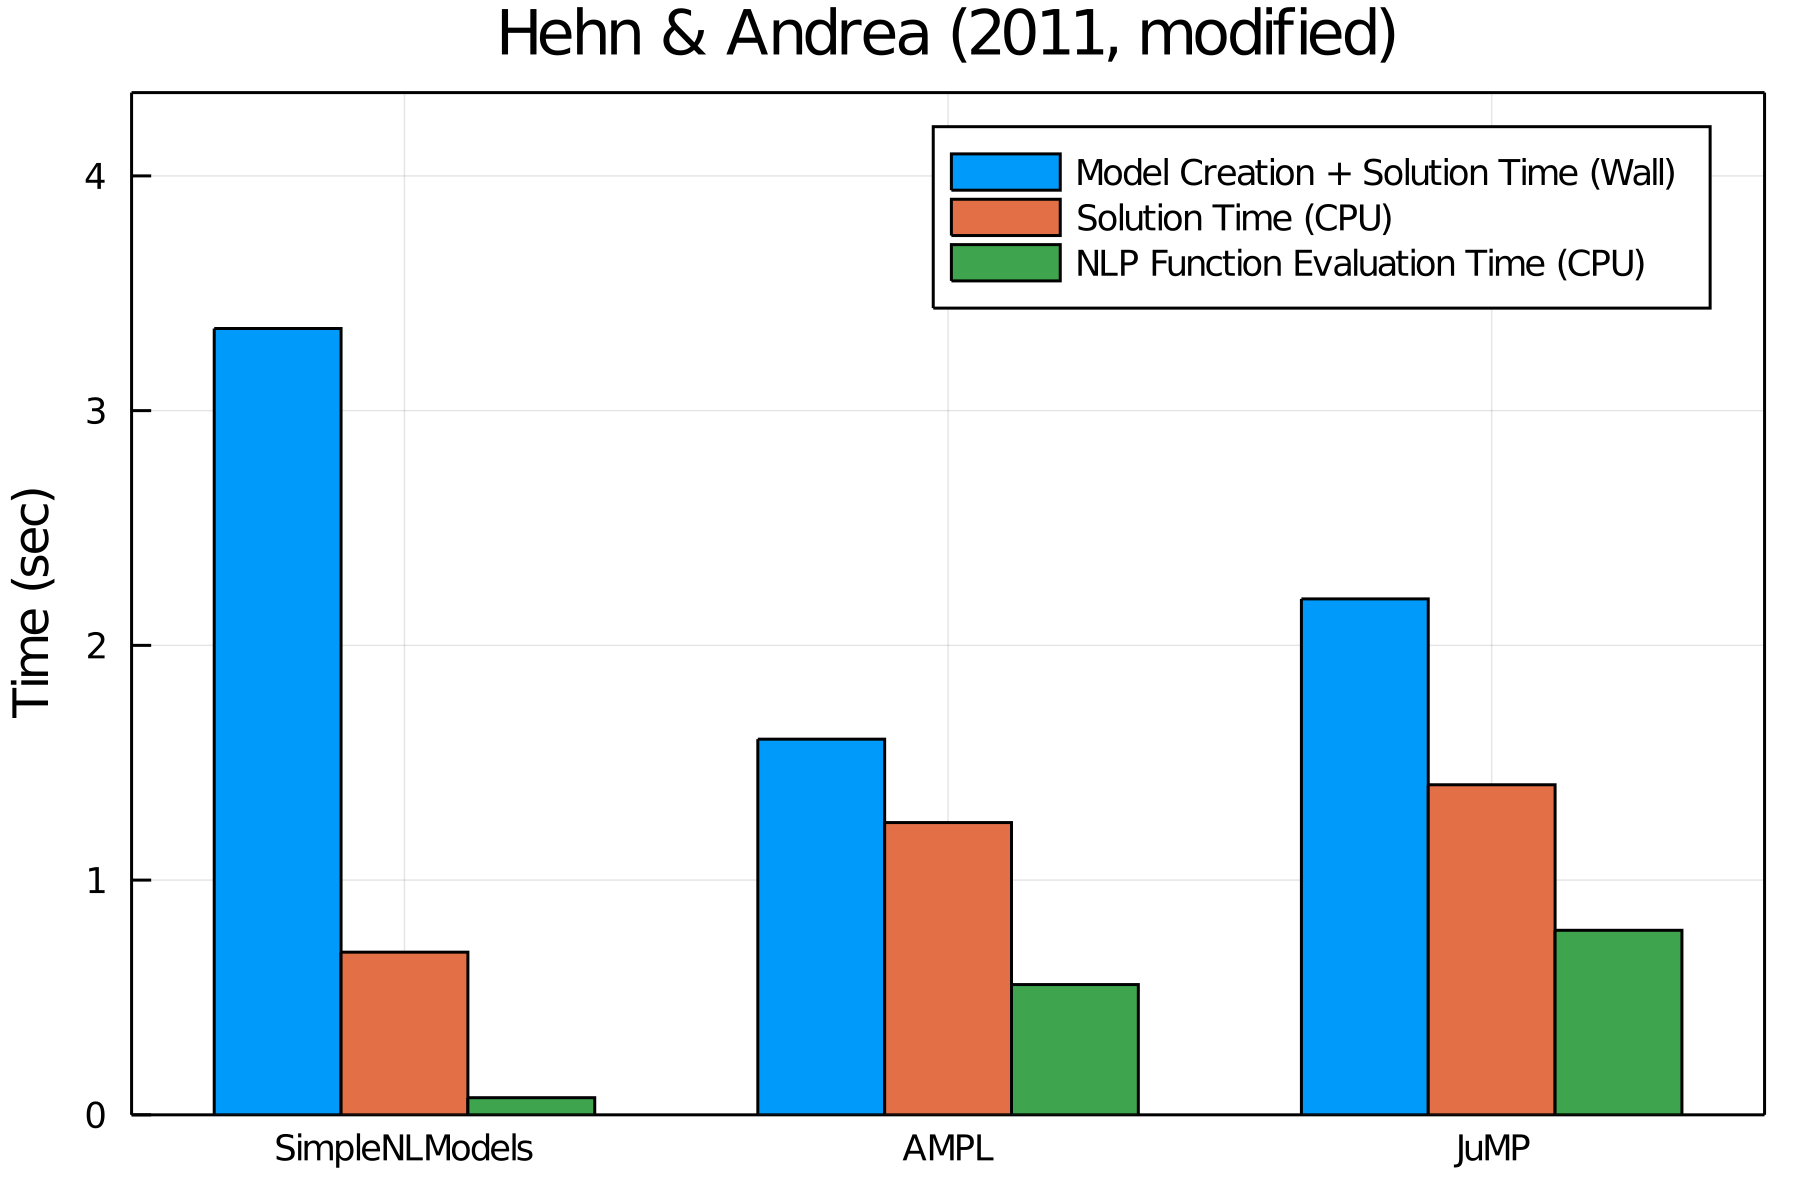 Hehn & Andrea (2011, modified)
Model Creation + Solution Time (Wall)
Solution Time (CPU)
NLP Function Evaluation Time (CPU)
Time (sec)
4
3
2
1
0
SimpleNLModels
AMPL
JuMP